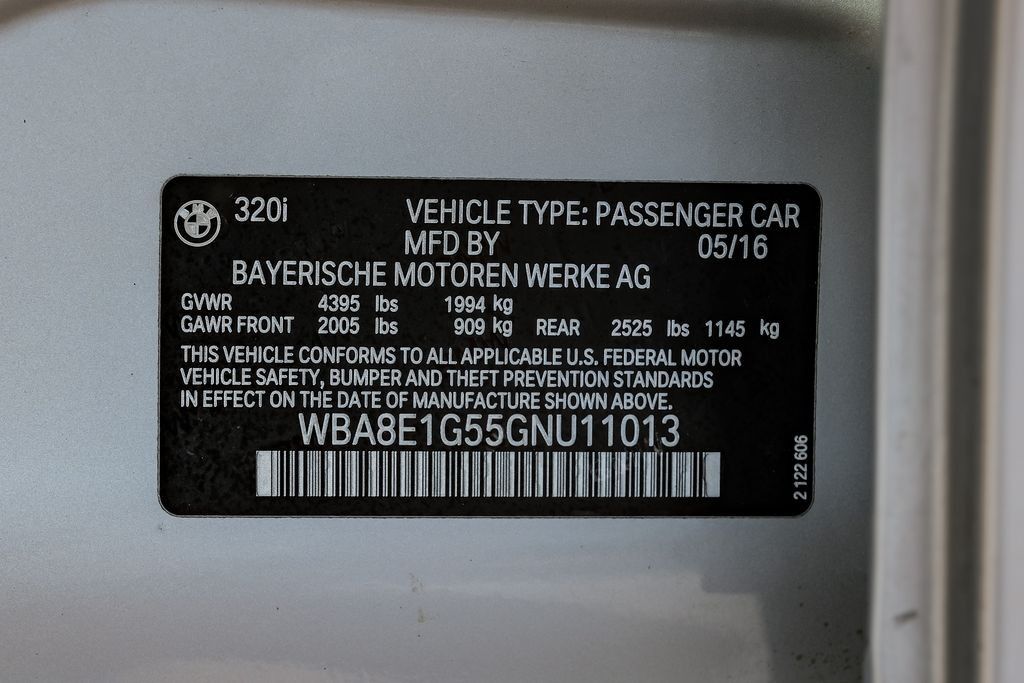 320i VEHICLE TYPE: PASSENGER CAR
MFD BY 05/16
BAYERISCHE MOTOREN WERKE AG
GVWR 4395 lbs 1994 kg
GAWR FRONT 2005 lbs 909 kg REAR 2525 lbs 1145 kg
THIS VEHICLE CONFORMS TO ALL APPLICABLE U.S. FEDERAL MOTOR
VEHICLE SAFETY, BUMPER AND THEFT PREVENTION STANDARDS
IN EFFECT ON THE DATE OF MANUFACTURE SHOWN ABOVE.
WBA8E1G55GNU11013
2 122 606